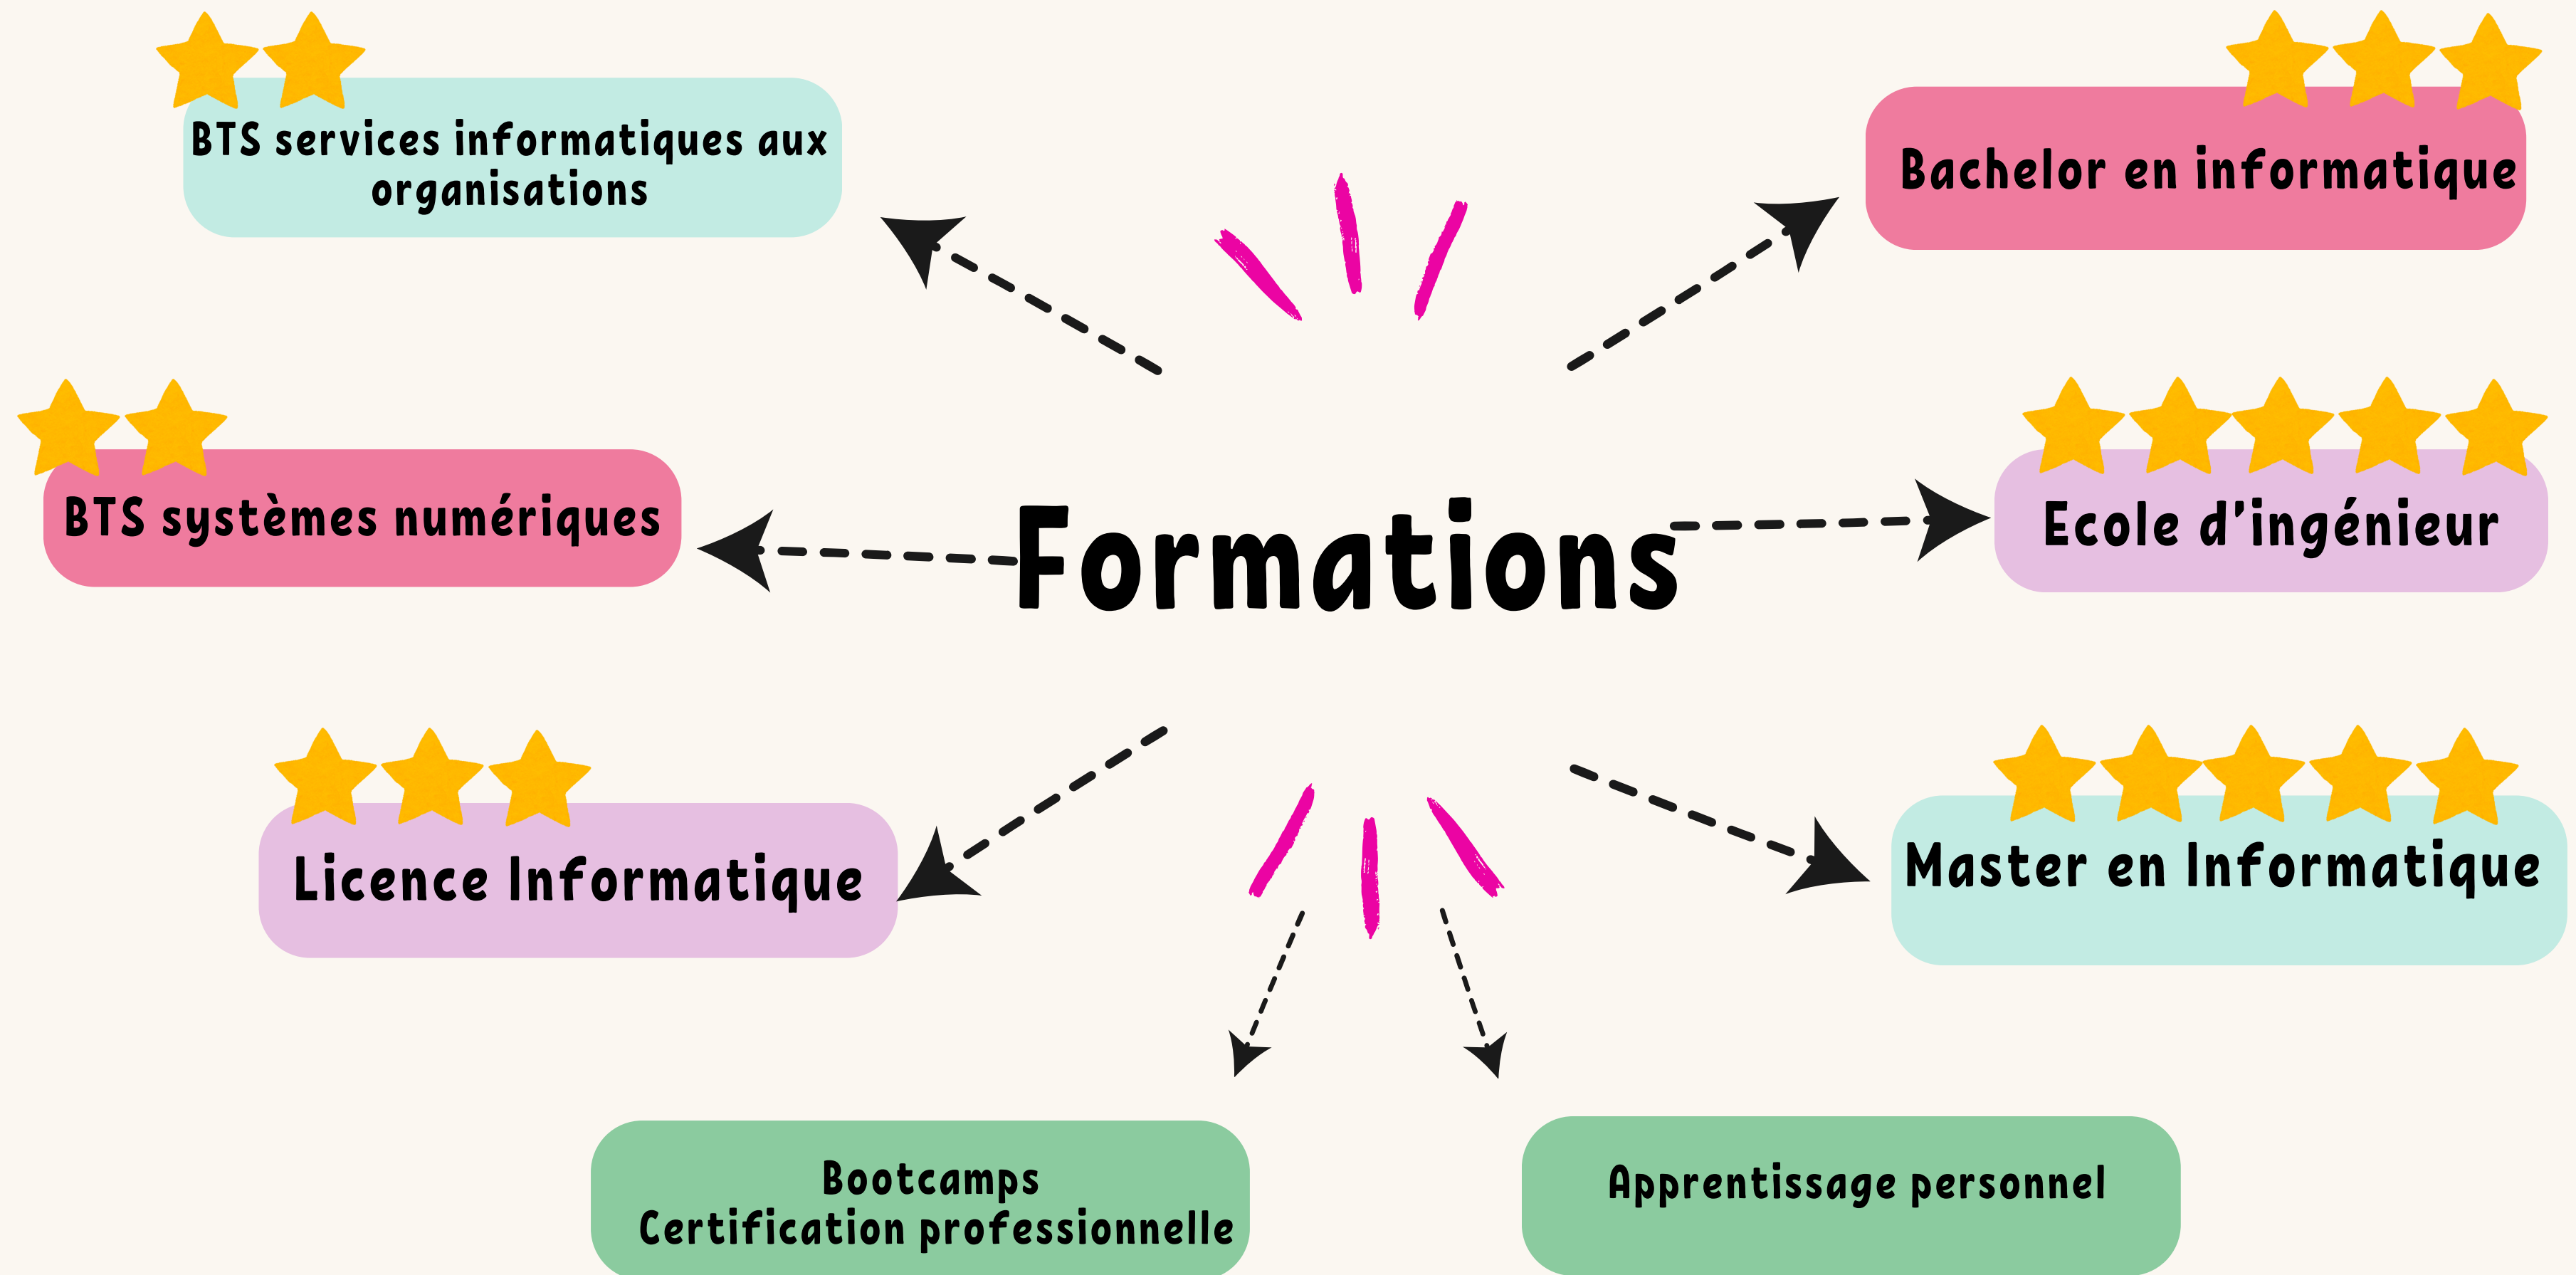 BTS services informatiques aux
organisations
Bachelor en informatique
BTS systèmes numériques
Formations
Ecole d'ingénieur
Licence Informatique
Master en Informatique
Bootcamps
Certification professionnelle
Apprentissage personnel